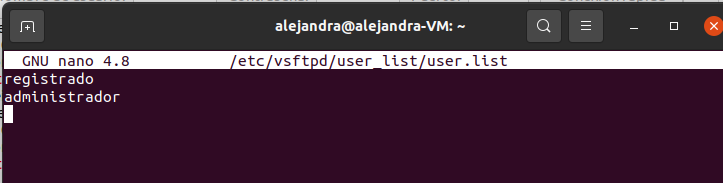 alejandra@alejandra-VM: ~
GNU nano 4.8 /etc/vsftpd/user_list/user.list
registrado
administrador